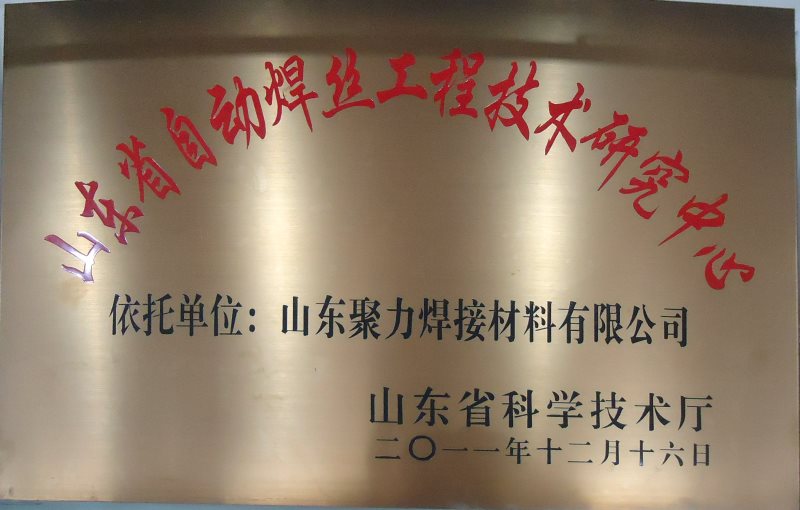 山东省自动焊丝工程技术研究中心
依托单位：山东聚力焊接材料有限公司
山东省科学技术厅
二〇一一年十二月十六日